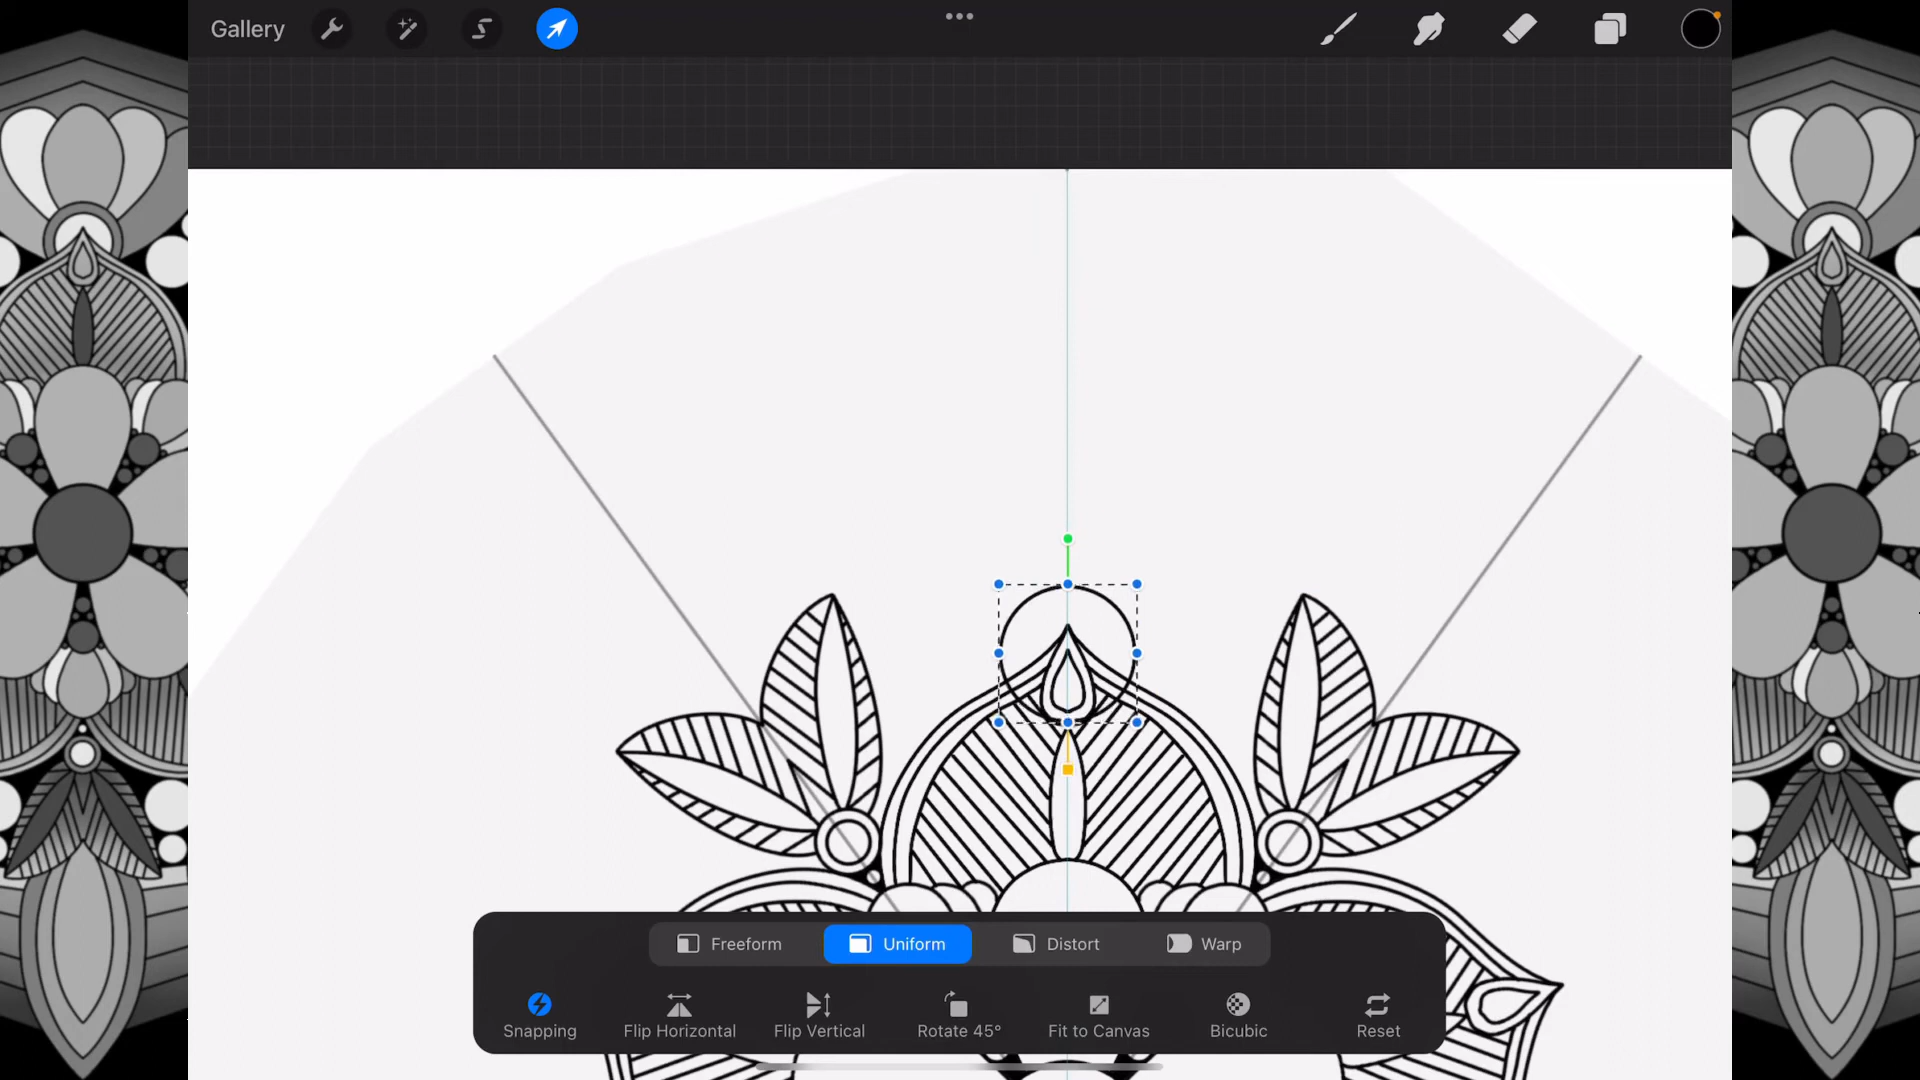 Gallery
Freeform
Uniform
Distort
Warp
Snapping
Flip Horizontal
Flip Vertical
Rotate 45°
Fit to Canvas
Bicubic
Reset